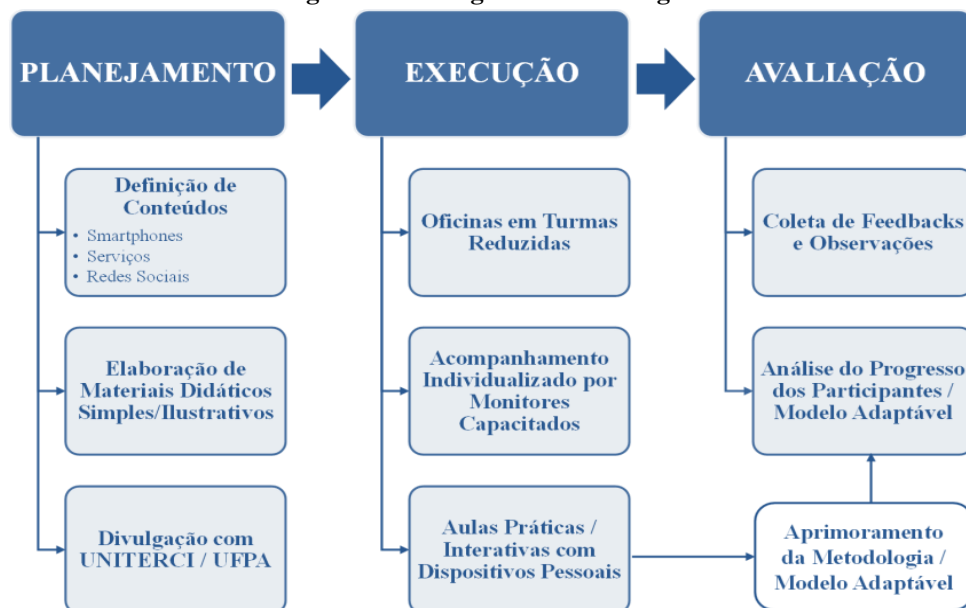 PLANEJAMENTO
EXECUÇÃO
AVALIAÇÃO
Definição de
Conteúdos
• Smartphones
• Serviços
• Redes Sociais
Elaboração de
Materiais Didáticos
Simples/Ilustrativos
Divulgação com
UNITERCI / UFPA
Oficinas em Turmas
Reduzidas
Acompanhamento
Individualizado por
Monitores
Capacitados
Aulas Práticas /
Interativas com
Dispositivos Pessoais
Coleta de Feedbacks
e Observações
Análise do Progresso
dos Participantes /
Modelo Adaptável
Aprimoramento
da Metodologia /
Modelo Adaptável